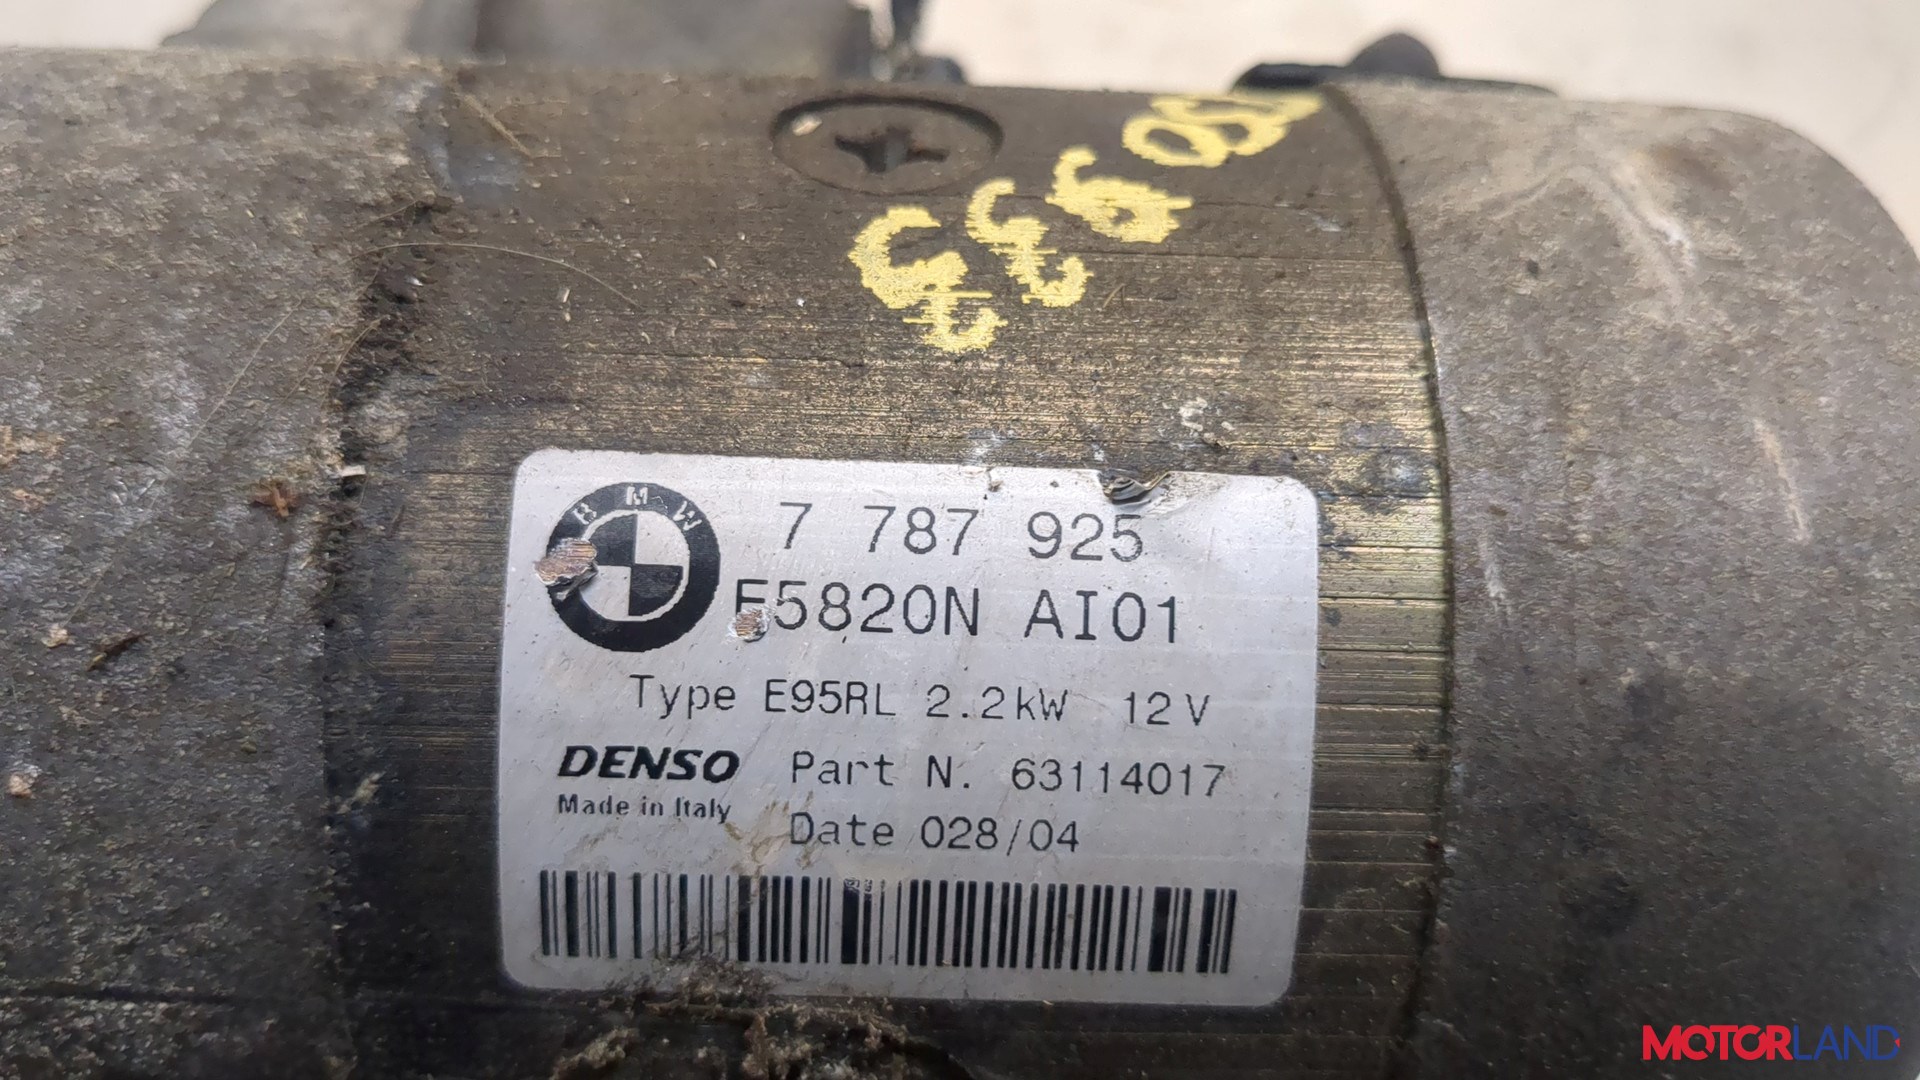 BMW
7 787 925
E5820N AI01
Type E95RL 2.2kW 12V
DENSO Part N. 63114017
Made in Italy
Date 028/04
MOTORLAND